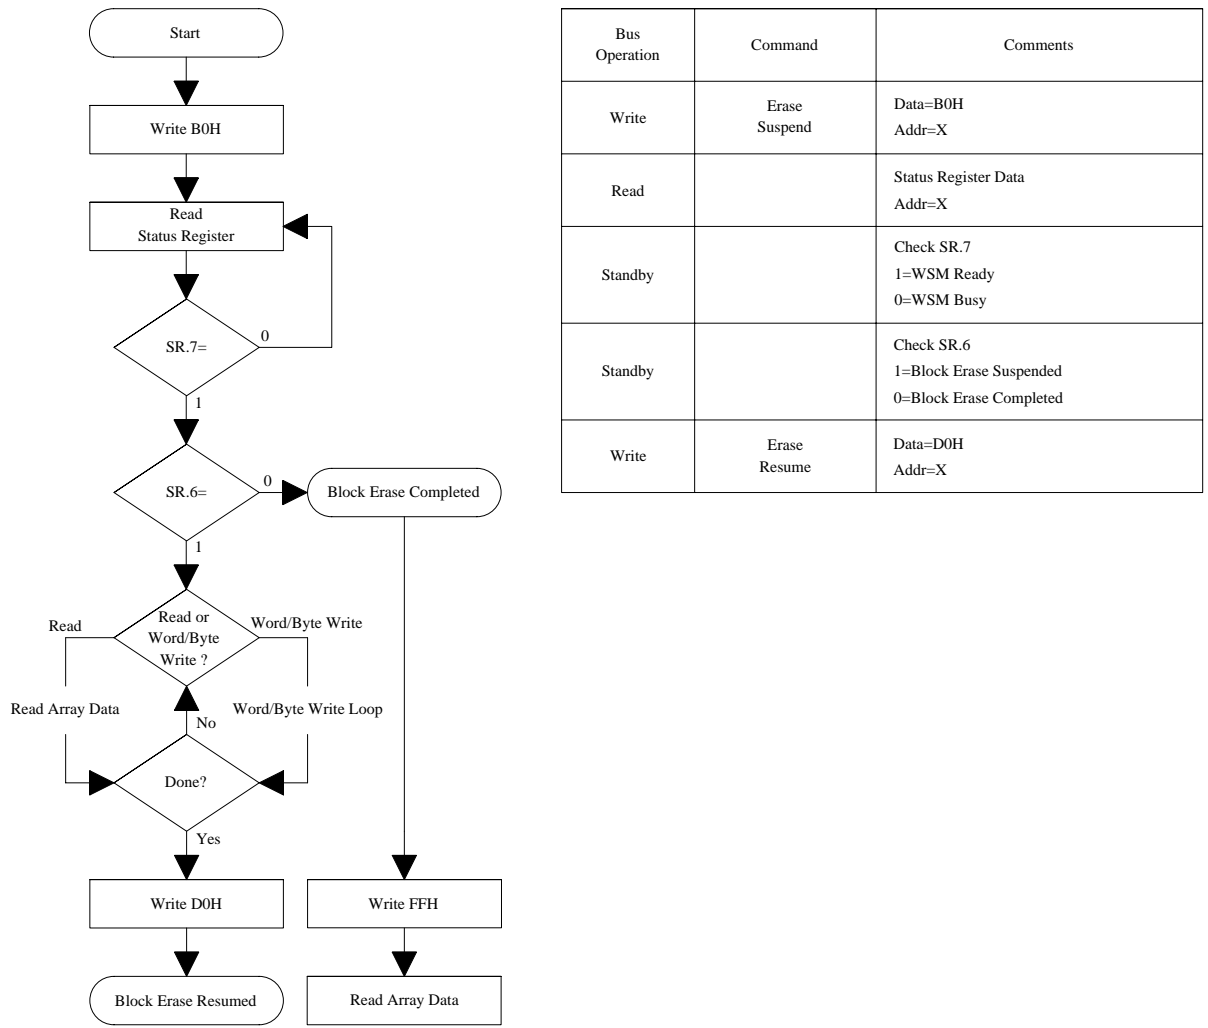 Start
Write B0H
Read
Status Register
SR.7=
0
1
SR.6=
0
Block Erase Completed
1
Read or
Word/Byte
Write ?
Read
Word/Byte Write
Read Array Data
Word/Byte Write Loop
No
Done?
Yes
Write D0H
Write FFH
Block Erase Resumed
Read Array Data
Bus
Operation
Command
Comments
Write
Erase
Suspend
Data=B0H
Addr=X
Read
Status Register Data
Addr=X
Standby
Check SR.7
1=WSM Ready
0=WSM Busy
Standby
Check SR.6
1=Block Erase Suspended
0=Block Erase Completed
Write
Erase
Resume
Data=D0H
Addr=X